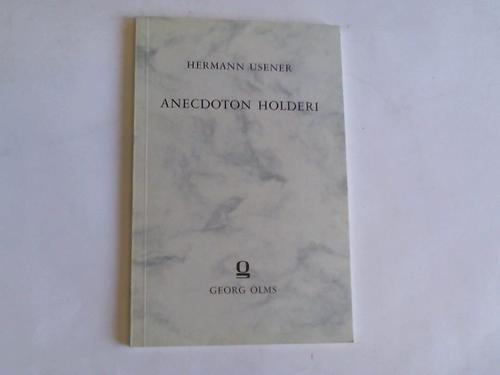 HERMANN USENER
ANECDOTON HOLDERI
GEORG OLMS